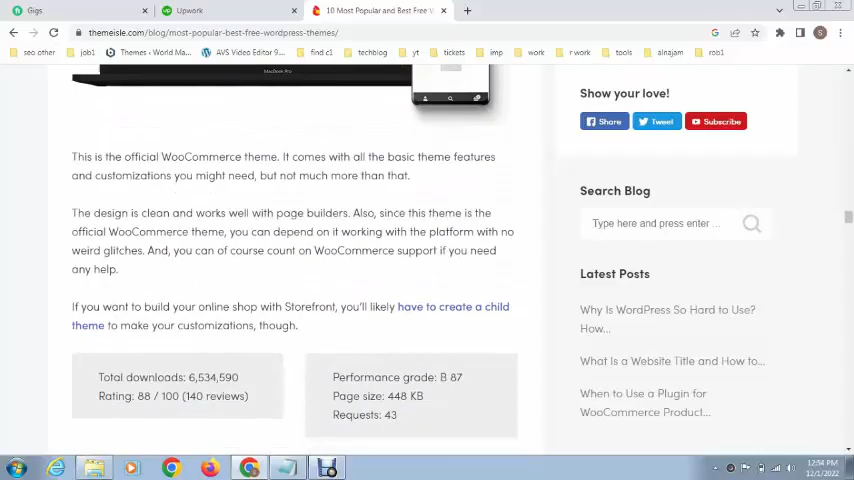 Gigs
Upwork
10 Most Popular and Best Free W
themeisle.com/blog/most-popular-best-free-wordpress-themes/
seo other
job1
Themes ‹ World Ma...
AVS Video Editor 9....
find c1
techblog
yt
tickets
imp
work
r work
tools
alnajam
rob1
MacBook Pro
This is the official WooCommerce theme. It comes with all the basic theme features
and customizations you might need, but not much more than that.
The design is clean and works well with page builders. Also, since this theme is the
official WooCommerce theme, you can depend on it working with the platform with no
weird glitches. And, you can of course count on WooCommerce support if you need
any help.
If you want to build your online shop with Storefront, you'll likely have to create a child
theme to make your customizations, though.
Total downloads: 6,534,590
Rating: 88 / 100 (140 reviews)
Performance grade: B 87
Page size: 448 KB
Requests: 43
Show your love!
Share
Tweet
Subscribe
Search Blog
Type here and press enter ...
Latest Posts
Why Is WordPress So Hard to Use?
How...
What Is a Website Title and How to...
When to Use a Plugin for
WooCommerce Product...
12:54 PM
12/1/2022